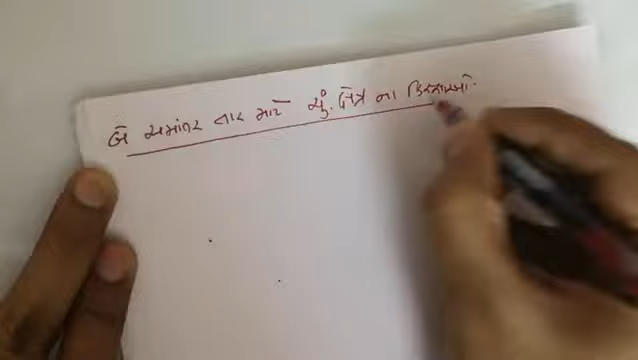 બે સમાંતર તાર માટે ચું. ક્ષેત્ર ના કિસ્સાઓ.